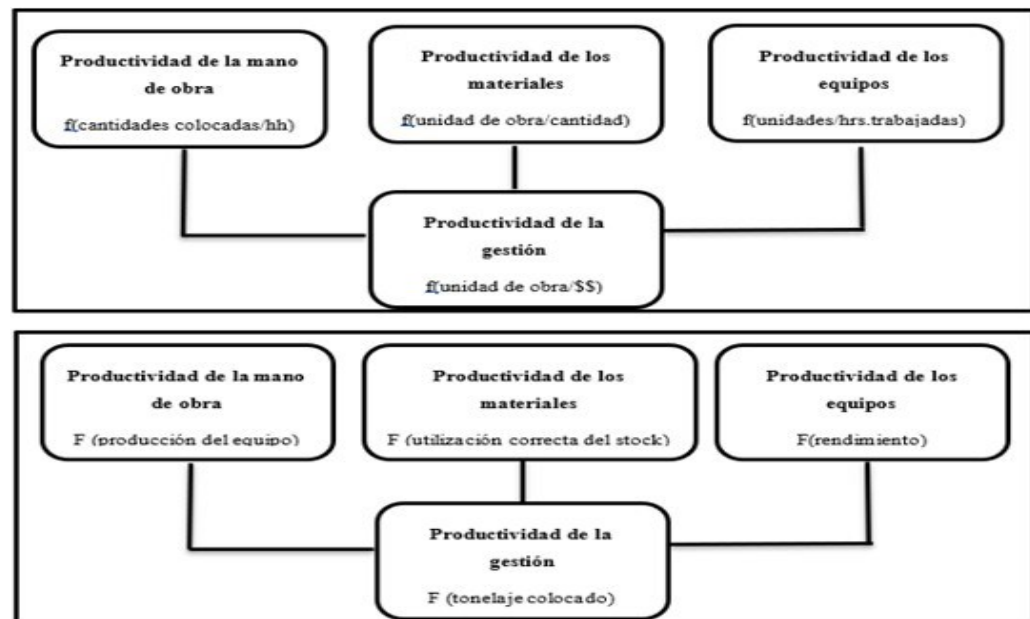 Productividad de la mano
de obra
f(cantidades colocadas/hh)
Productividad de los
materiales
f(unidad de obra/cantidad)
Productividad de los
equipos
f(unidades/hrs.trabajadas)
Productividad de la
gestión
f(unidad de obra/$$)
Productividad de la mano
de obra
F (producción del equipo)
Productividad de los
materiales
F (utilización correcta del stock)
Productividad de los
equipos
F(rendimiento)
Productividad de la
gestión
F (tonelaje colocado)